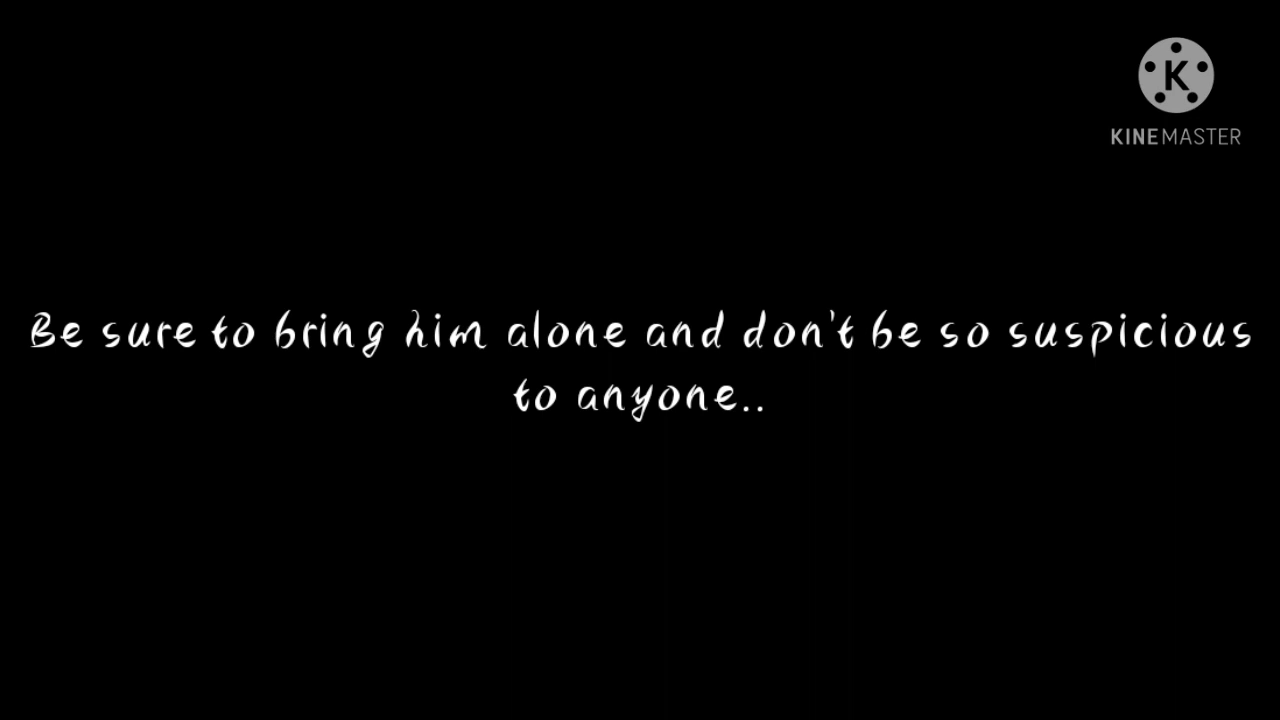 K
KINEMASTER
Be sure to bring him alone and don't be so suspicious
to anyone..